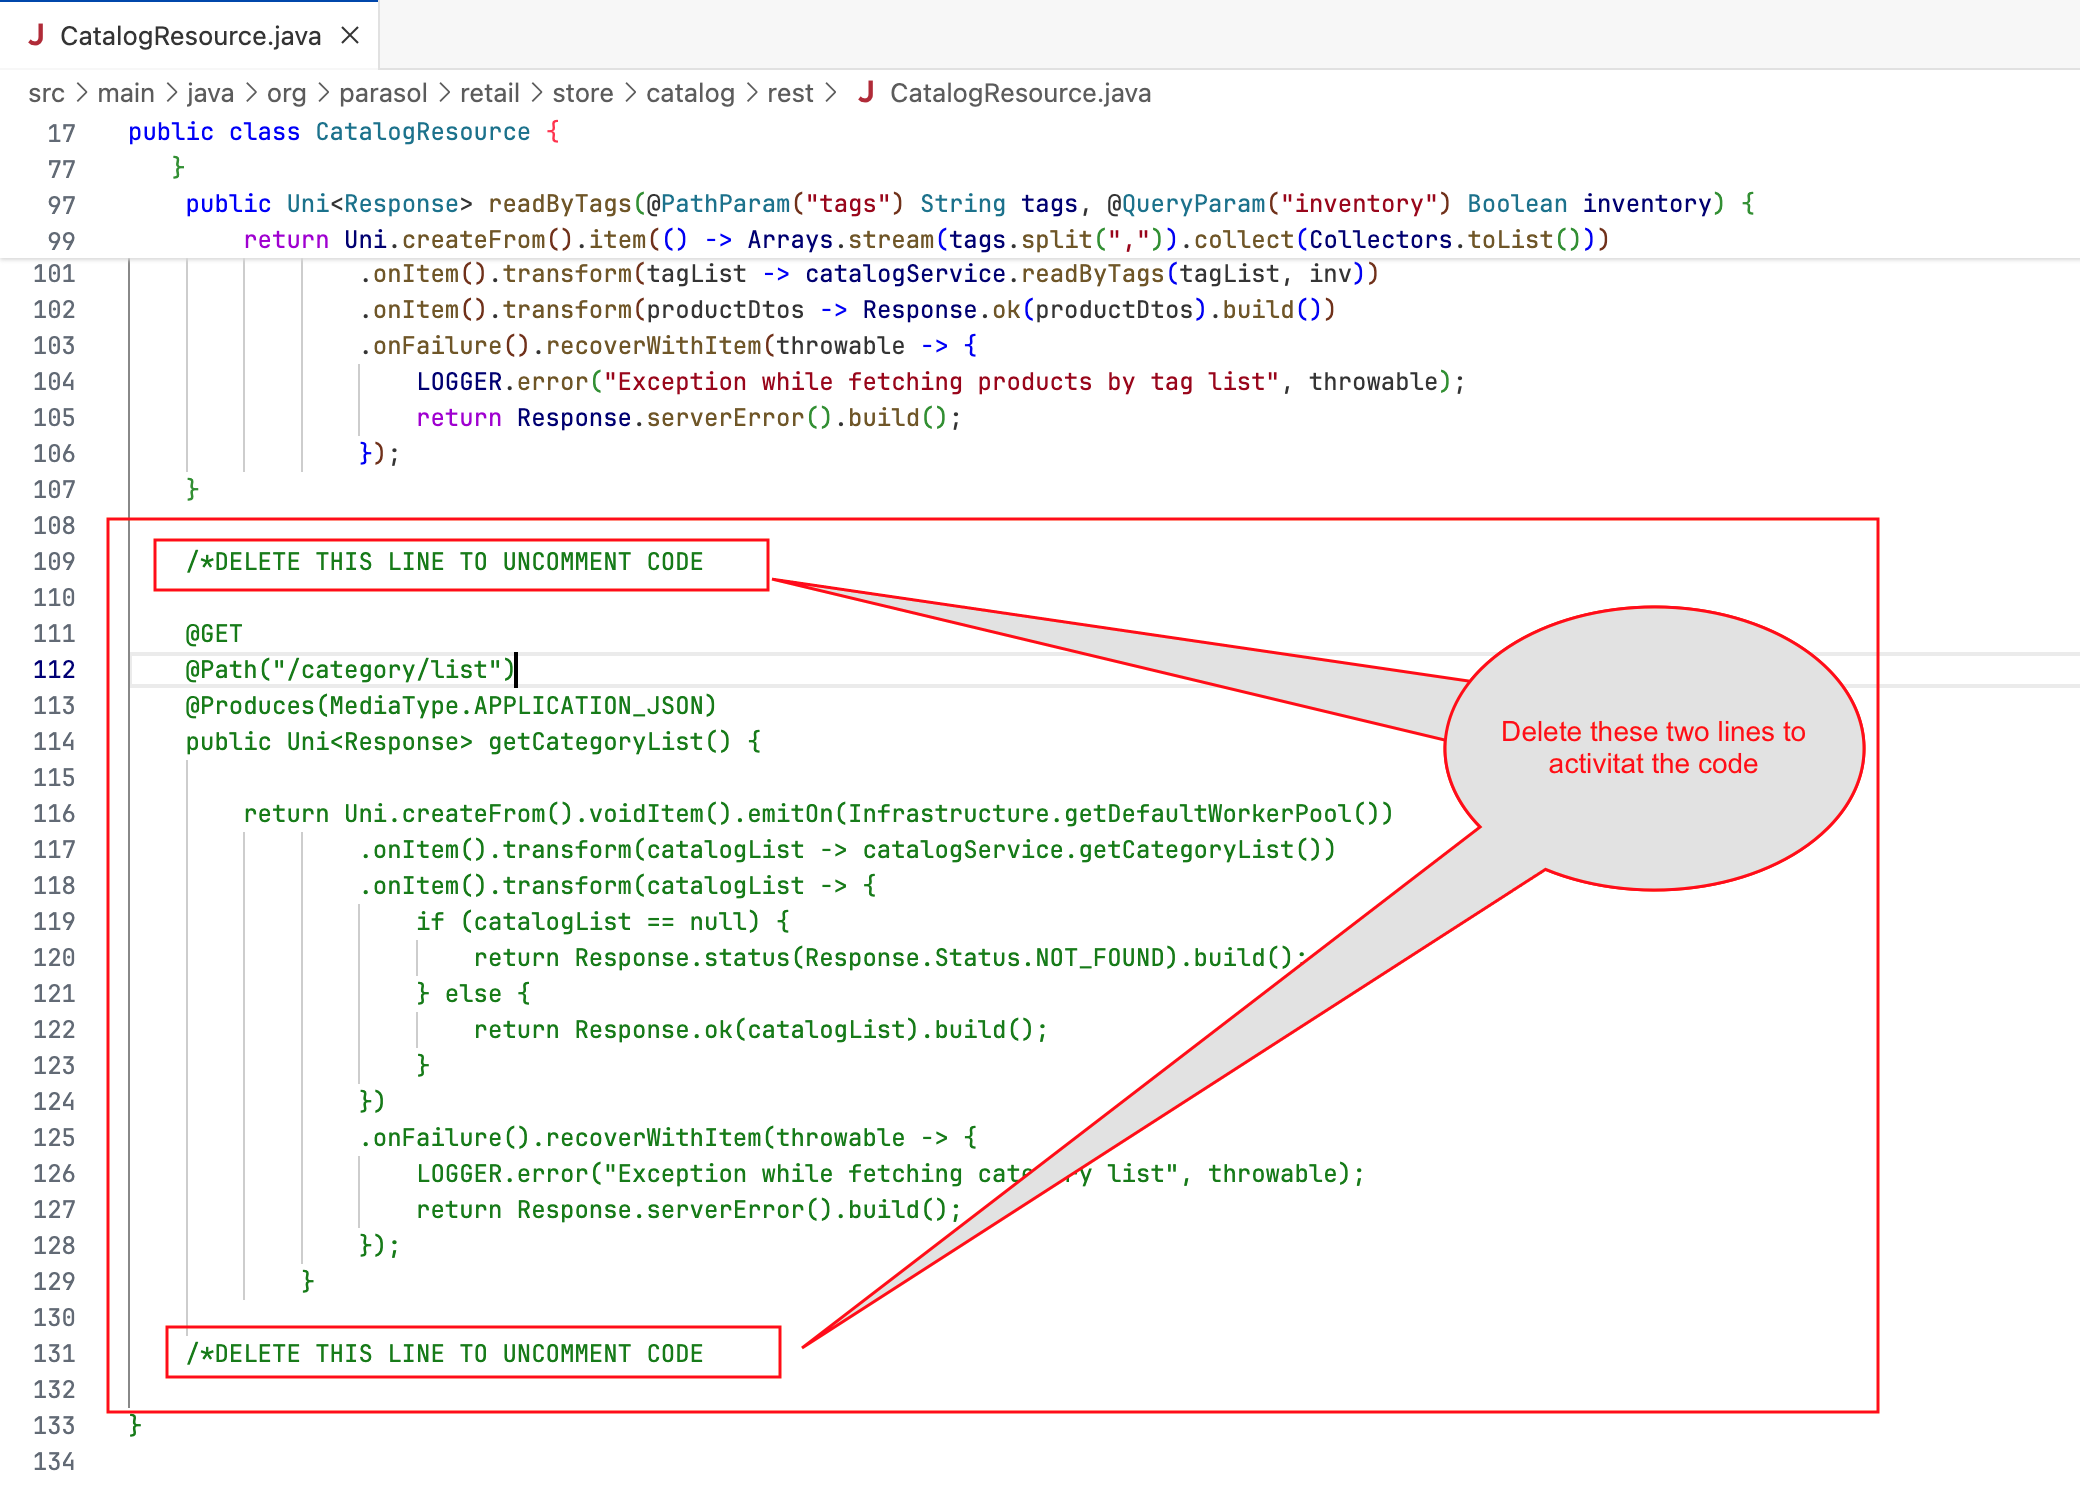 J CatalogResource.java ×
src > main > java > org > parasol > retail > store > catalog > rest > J CatalogResource.java
17 public class CatalogResource {
77 }
97 public Uni<Response> readByTags(@PathParam("tags") String tags, @QueryParam("inventory") Boolean inventory) {
99 return Uni.createFrom().item(() -> Arrays.stream(tags.split(",")).collect(Collectors.toList()))
101 .onItem().transform(tagList -> catalogService.readByTags(tagList, inv))
102 .onItem().transform(productDtos -> Response.ok(productDtos).build())
103 .onFailure().recoverWithItem(throwable -> {
104 LOGGER.error("Exception while fetching products by tag list", throwable);
105 return Response.serverError().build();
106 });
107 }
108
109 /*DELETE THIS LINE TO UNCOMMENT CODE
110
111 @GET
112 @Path("/category/list")
113 @Produces(MediaType.APPLICATION_JSON)
114 public Uni<Response> getCategoryList() {
Delete these two lines to
activitat the code
115
116 return Uni.createFrom().voidItem().emitOn(Infrastructure.getDefaultWorkerPool())
117 .onItem().transform(catalogList -> catalogService.getCategoryList())
118 .onItem().transform(catalogList -> {
119 if (catalogList == null) {
120 return Response.status(Response.Status.NOT_FOUND).build();
121 } else {
122 return Response.ok(catalogList).build();
123 }
124 })
125 .onFailure().recoverWithItem(throwable -> {
126 LOGGER.error("Exception while fetching list", throwable);
127 return Response.serverError().build();
128 });
129 }
130
131 /*DELETE THIS LINE TO UNCOMMENT CODE
132
133 }
134